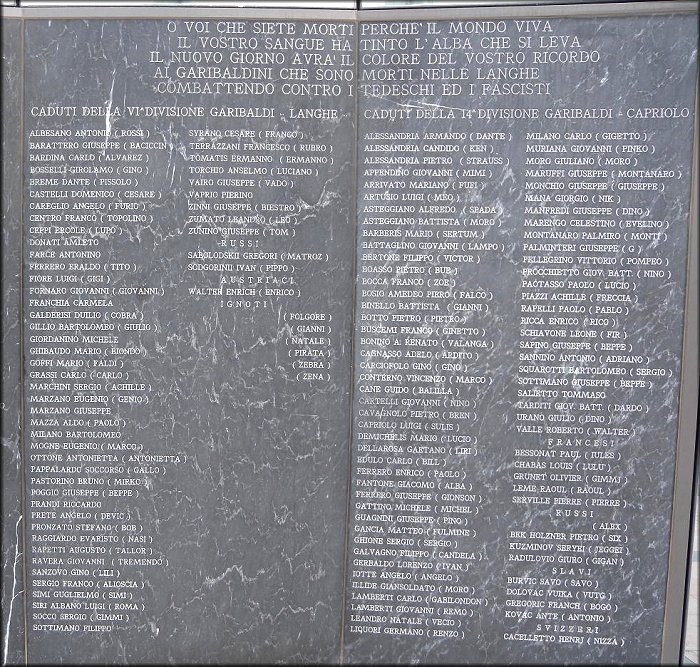 O VOI CHE SIETE MORTI PERCHE' IL MONDO VIVA
IL VOSTRO SANGUE HA TINTO L'ALBA CHE SI LEVA
IL NUOVO GIORNO AVRA' IL COLORE DEL VOSTRO RICORDO
AI GARIBALDINI CHE SONO MORTI NELLE LANGHE
COMBATTENDO CONTRO I TEDESCHI ED I FASCISTI
CADUTI DELLA VI DIVISIONE GARIBALDI - LANGHE
ALBESANO ANTONIO ( ROSSI )
BARATTERO GIUSEPPE ( BACICCIN )
BARDINA CARLO ( ALVAREZ )
BOSSELLI GIROLAMO ( GINO )
BREME DANTE ( PISSOLO )
CASTELLI DOMENICO ( CESARE )
CAREGLIO ANGELO ( FURIO )
CENTRO FRANCO ( TOPOLINO )
CEPPI ERCOLE ( LUPO )
DONATI AMLETO
FARCE ANTONINO
FERRERO ERALDO ( TITO )
FIORE LUIGI ( GIGI )
FORNARO GIOVANNI ( GIOVANNI )
FRANCHIA CARMELA
GALDERISI DUILIO ( COBRA )
GILLIO BARTOLOMEO ( GIULIO )
GIORDANINO MICHELE
GHIBAUDO MARIO ( BIONDO )
GOFFI MARIO ( FALDI )
GRASSI CARLO ( CARLO )
MARCHINI SERGIO ( ACHILLE )
MARZANO EUGENIO ( GENIO )
MARZANO GIUSEPPE
MAZZA ALDO ( PAOLO )
MILANO BARTOLOMEO
MOGNE EUGENIO ( MARCO )
OTTONE ANTONIETTA ( ANTONIETTA )
PAPPALARDO SOCCORSO ( GALLO )
PASTORINO BRUNO ( MIRKO )
POGGIO GIUSEPPE ( BEPPE )
PRANDI RICCARDO
PRETE ANGELO ( DEVIC )
PRONZATO STEFANO ( BOB )
RAGGIARDO EVARISTO ( NASI )
RAPETTI AUGUSTO ( TALLOR )
RAVERA GIOVANNI ( TREMENDO )
SANZOVO GINO ( LILI )
SERGIO FRANCO ( ALIOSCIA )
SIMI GUGLIELMO ( SIMI )
SIRI ALBANO LUIGI ( ROMA )
SOCCO SERGIO ( GIMMI )
SOTTIMANO FILIPPO
SYRANO CESARE ( FRANCO )
TERRAZZANI FRANCESCO ( RUBRO )
TOMATIS ERMANNO ( ERMANNO )
TORCHIO ANSELMO ( LUCIANO )
VAIRO GIUSEPPE ( VADO )
VAPRIO PIERINO
ZINNI GIUSEPPE ( BIESTRO )
ZUMATO LEANDRO ( LEO )
ZUNINO GIUSEPPE ( TOM )
RUSSI
SABOLODSKII GREGORI ( MATROZ )
SODGORINII IVAN ( PIPPO )
AUSTRIACI
WALTER ENRICH ( ENRICO )
IGNOTI
( FOLGORE )
( GIANNI )
( NATALE )
( PIRATA )
( ZEBRA )
( ZENA )
CADUTI DELLA 14ª DIVISIONE GARIBALDI - CAPRIOLO
ALESSANDRIA ARMANDO ( DANTE )
ALESSANDRIA CANDIDO ( KEN )
ALESSANDRIA PIETRO ( STRAUSS )
APPENDINO GIOVANNI ( MIMI )
ARRIVATO MARIANO ( FUFI )
ARTUSIO LUIGI ( MEO )
ASTEGGIANO ALFREDO ( SPADA )
ASTEGGIANO BATTISTA ( MORO )
BARBERIS MARIO ( SERTUM )
BATTAGLINO GIOVANNI ( LAMPO )
BERTONE FILIPPO ( VICTOR )
BOASSO PIETRO ( BUE )
BOCCA FRANCO ( ZOE )
BOSIO AMEDEO PIERO ( FALCO )
BINELLO BATTISTA ( GIANNI )
BOTTO PIETRO ( PIETRO )
BUSCEMI FRANCO ( GINETTO )
BONINO A. RENATO ( VALANGA )
CAGNASSO ADELO ( ARDITO )
CARCIOFOLO GINO ( GINO )
CONTERNO VINCENZO ( MARCO )
CANE GUIDO ( BALILLA )
CARTELLI GIOVANNI ( NINO )
CAVAGNOLO PIETRO ( BREN )
CAPRIOLO LUIGI ( SULIS )
DEMICHELIS MARIO ( LUCIO )
DELLAROSA GAETANO ( LIRI )
EDULO CARLO ( BILL )
FERRERO ENRICO ( PAOLO )
FANTONE GIACOMO ( ALBA )
FERRERO GIUSEPPE ( GIONSON )
GATTINO MICHELE ( MICHEL )
GUAGNINI GIUSEPPE ( PINO )
GANCIA MATTEO ( FULMINE )
GHIONE SERGIO ( SERGIO )
GALVAGNO FILIPPO ( CANDELA )
GERBALDO LORENZO ( IVAN )
IOTTE ANGELO ( ANGELO )
ILLIDE GIANSOLDATO ( MORO )
LAMBERTI CARLO ( GABILONDON )
LAMBERTI GIOVANNI ( REMO )
LEANDRO NATALE ( VECIO )
LIQUORI GERMANO ( RENZO )
MILANO CARLO ( GIGETTO )
MURIANA GIOVANNI ( PINKO )
MORO GIULIANO ( MORO )
MARUFFI GIUSEPPE ( MONTANARO )
MONCHIO GIUSEPPE ( GIUSEPPE )
MANA GIORGIO ( NIK )
MANFREDI GIUSEPPE ( DINO )
MARENGO CELESTINO ( EVELINO )
MONTANARO PALMIRO ( MONTI )
PALMINTERI GIUSEPPE ( G )
PELLEGRINO VITTORIO ( POMPEO )
PROCCHIETTO GIOV. BATT. ( NINO )
PAOTASSO PAOLO ( LUCIO )
PIAZZI ACHILLE ( FRECCIA )
RAPELLI PAOLO ( PABLO )
RICCA ENRICO ( RICO )
SCHIAVONE LEONE ( FIR )
SAPINO GIUSEPPE ( BEPPE )
SANNINO ANTONIO ( ADRIANO )
SQUAROTTI BARTOLOMEO ( SERGIO )
SOTTIMANO GIUSEPPE ( BEPPE )
SALIETTO TOMMASO
TARDITI GIOV. BATT. ( DARDO )
URANO GIULIO ( DINO )
VALLE ROBERTO ( WALTER )
FRANCESI
BESSONAT PAUL ( JULES )
CHABAS LOUIS ( LULU' )
GRUNET OLIVIER ( GIMMJ )
LEME RAOUL ( RAOUL )
SERVILLE PIERRE ( PIERRE )
RUSSI
( ALEX )
BKK HOLZNER PIETRO ( SIX )
KUZMINOV SERYHI ( JEGGEI )
RADULOVIO GIURO ( GIGAN )
SLAVI
BURVIC SAVO ( SAVO )
DOLOVAC VUIKA ( VUTG )
GREGORIC FRANCH ( BOGO )
KOVAC ANTE ( ANTONIO )
SVIZZERI
CACELLETTO HENRJ ( NIZZA )